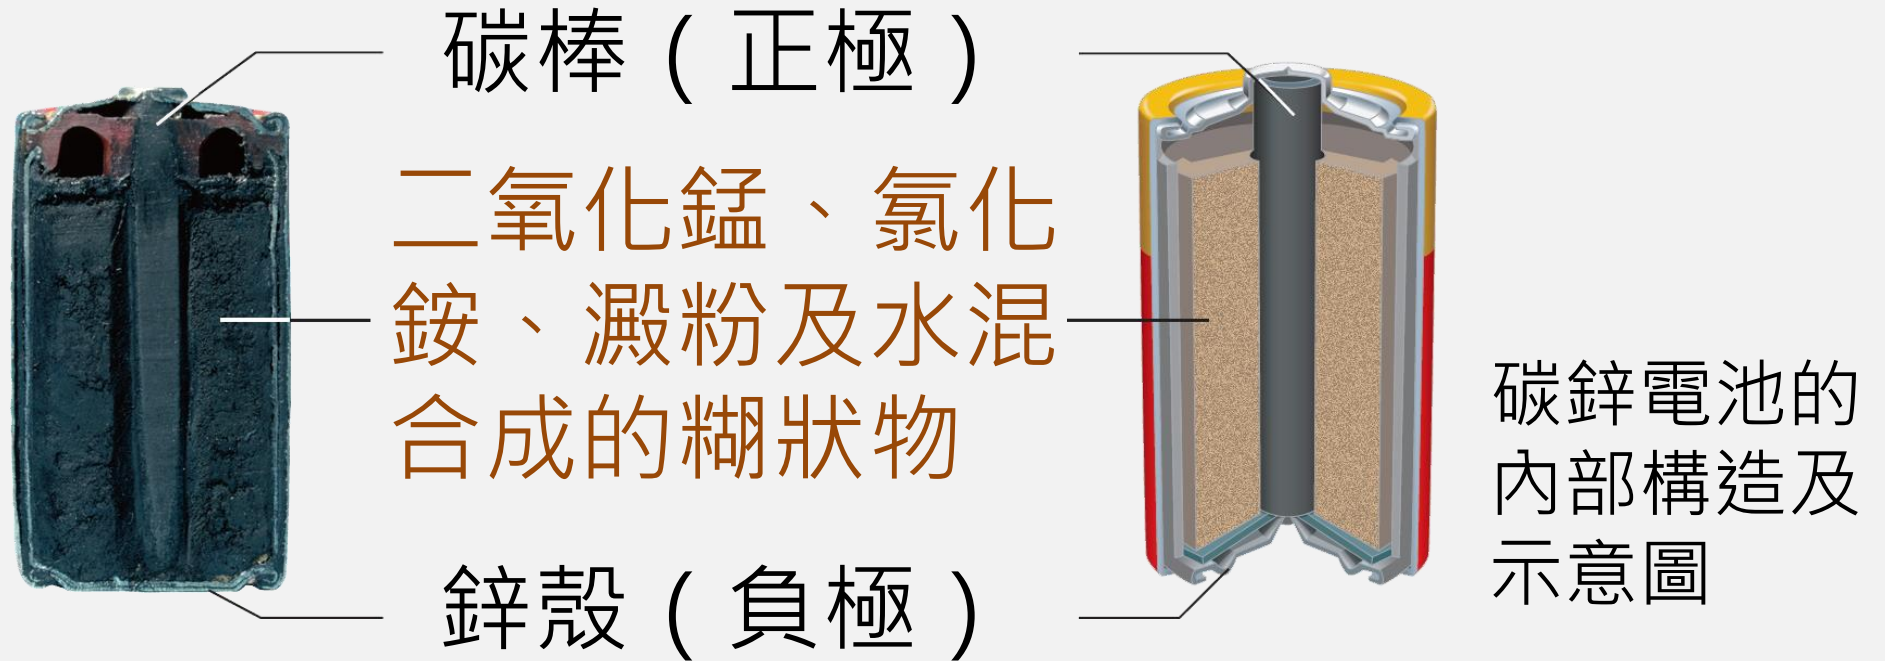 碳棒（正極）
二氧化錳、氯化
銨、澱粉及水混
合成的糊狀物
鋅殼（負極）
碳鋅電池的
內部構造及
示意圖